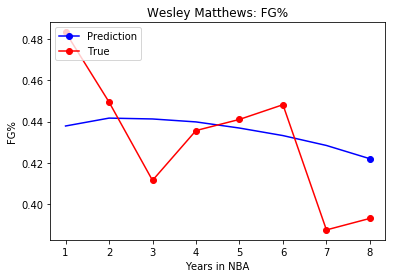 Wesley Matthews: FG%
Prediction
True
0.48
0.46
0.44
0.42
0.40
FG%
1 2 3 4 5 6 7 8
Years in NBA